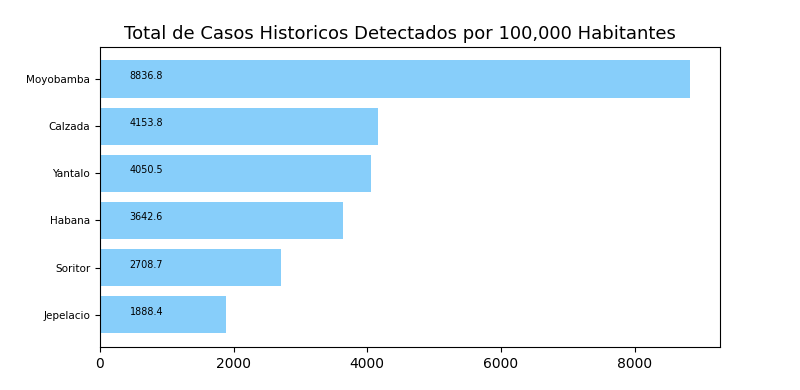 Total de Casos Historicos Detectados por 100,000 Habitantes
Moyobamba 8836.8
Calzada 4153.8
Yantalo 4050.5
Habana 3642.6
Soritor 2708.7
Jepelacio 1888.4
0 2000 4000 6000 8000